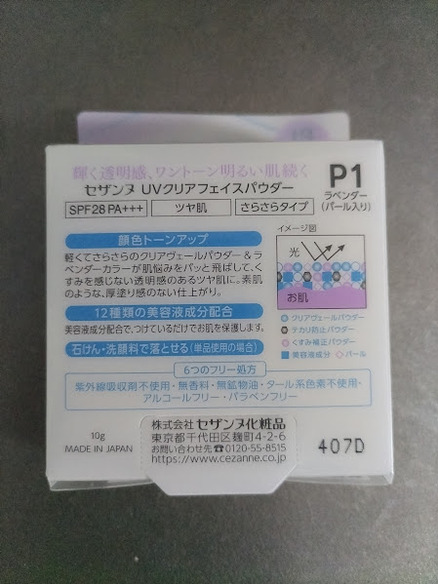 輝く透明感、ワントーン明るい肌続く
セザンヌ UVクリアフェイスパウダー
P1
ラベンダー
(パール入り)
SPF28 PA+++ ツヤ肌 さらさらタイプ
顔色トーンアップ
軽くてさらさらのクリアヴェールパウダー&ラ
ベンダーカラーが肌悩みをパッと飛ばして、く
すみを感じない透明感のあるツヤ肌に。素肌
のような、厚塗り感のない仕上がり。
12種類の美容液成分配合
美容液成分配合で、つけているだけでお肌を保護します。
石けん・洗顔料で落とせる(単品使用の場合)
イメージ図
光
お肌
クリアヴェールパウダー
テカリ防止パウダー
くすみ補正パウダー
美容液成分 パール
6つのフリー処方
紫外線吸収剤不使用・無香料・無鉱物油・タール系色素不使用・
アルコールフリー・パラベンフリー
10g
MADE IN JAPAN
株式会社 セザンヌ化粧品
東京都千代田区麹町4-2-6
お問い合わせ先☎0120-55-8515
https://www.cezanne.co.jp
407D